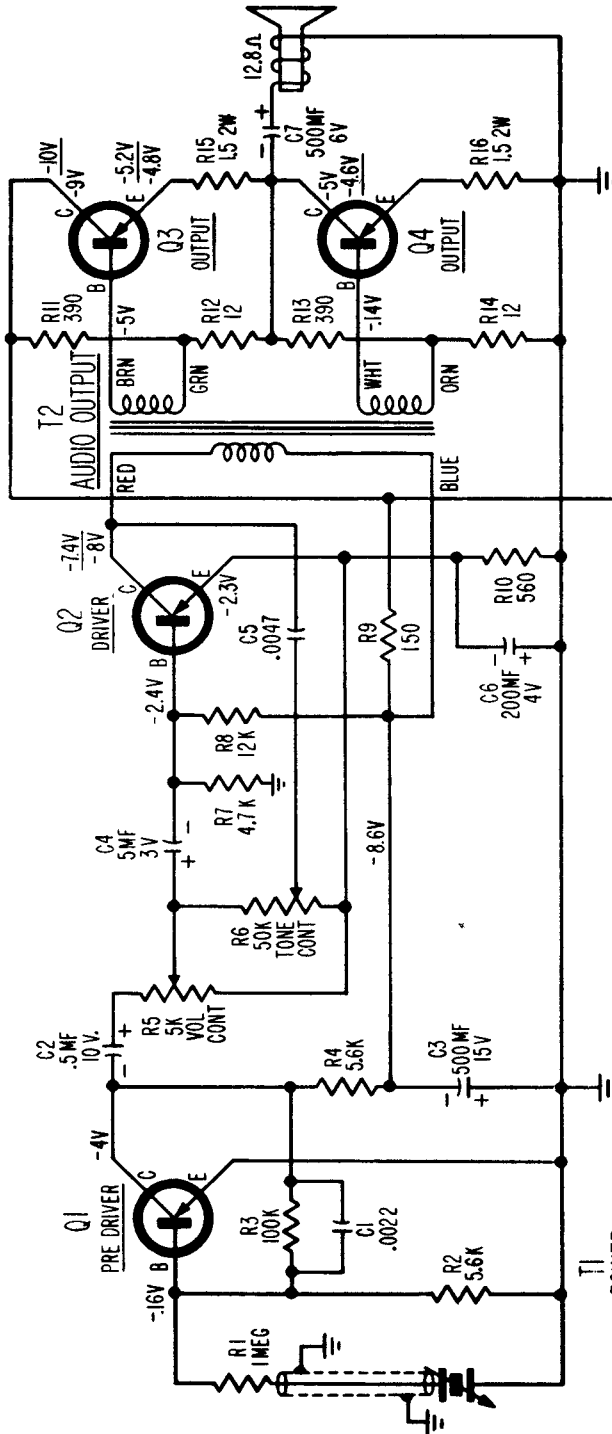 Q1
PRE DRIVER
-.16V
B
C
E
-4V
R1
1 MEG
R3
100K
C1
.0022
R2
5.6K
T1
C2
.5MF
10V.
R5
5K
VOL
CONT
R4
5.6K
C3
500MF
15V
R6
50K
TONE
CONT
C4
5MF
3V
R7
4.7K
R8
12K
-8.6V
Q2
DRIVER
-2.4V
B
C
E
-7.4V
-8V
-2.3V
C5
.0047
R9
150
C6
200MF
4V
R10
560
T2
AUDIO OUTPUT
RED
BLUE
BRN
GRN
WHT
ORN
R11
390
-5V
R12
12
R13
390
-.14V
R14
12
Q3
OUTPUT
B
C
E
-10V
-9V
-5.2V
-4.8V
R15
1.5 2W
Q4
OUTPUT
B
C
E
-5V
-4.6V
R16
1.5 2W
C7
500MF
6V
12.8Ω